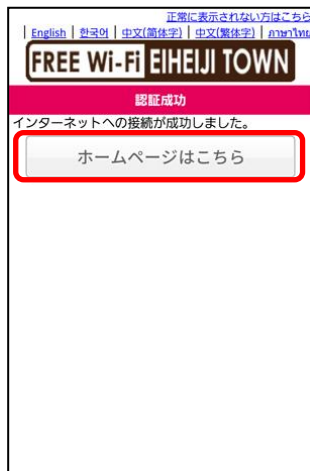 正常に表示されない方はこちら
| English | 한국어 | 中文(簡体字) | 中文(繁体字) | ภาษาไทย
FREE Wi-Fi EIHEIJI TOWN
認証成功
インターネットへの接続が成功しました。
ホームページはこちら